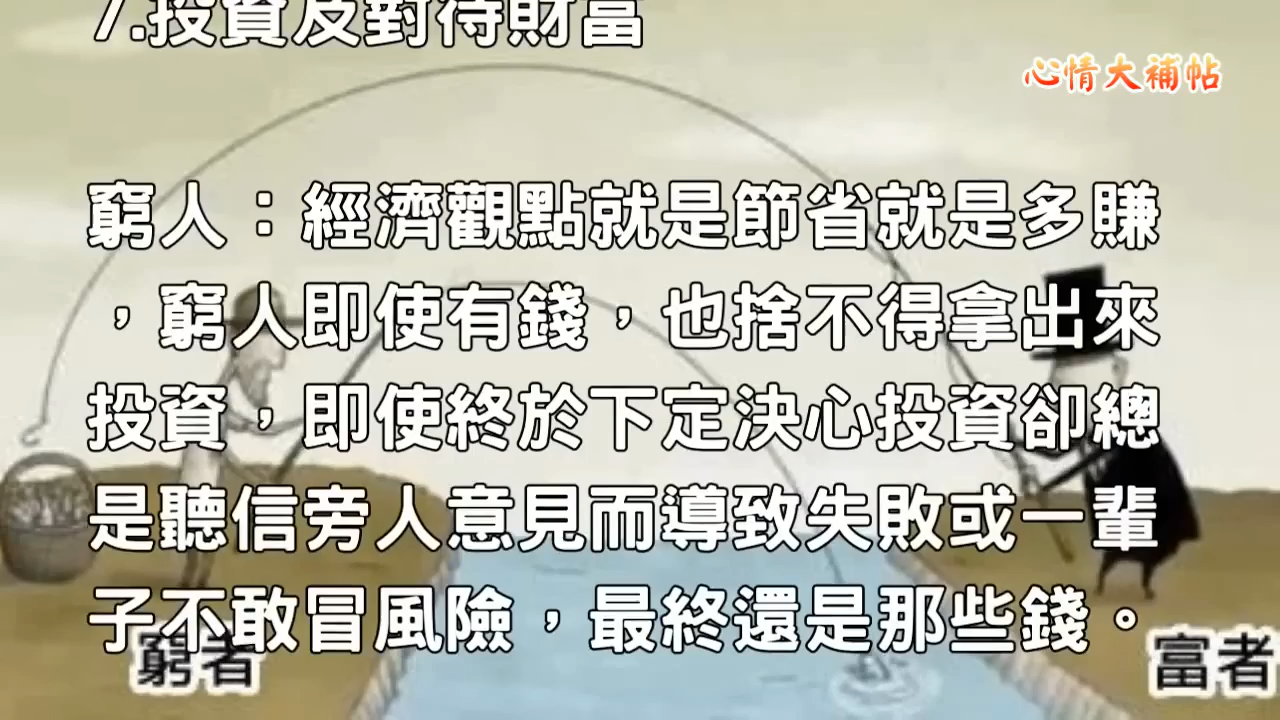 7.投資及對待財富
心情大補帖
窮人：經濟觀點就是節省就是多賺
，窮人即使有錢，也捨不得拿出來
投資，即使終於下定決心投資卻總
是聽信旁人意見而導致失敗或一輩
子不敢冒風險，最終還是那些錢。
窮者
富者